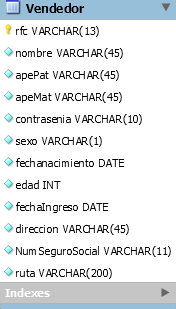 Vendedor
rfc VARCHAR(13)
nombre VARCHAR(45)
apePat VARCHAR(45)
apeMat VARCHAR(45)
contrasenia VARCHAR(10)
sexo VARCHAR(1)
fechanacimiento DATE
edad INT
fechaIngreso DATE
direccion VARCHAR(45)
NumSeguroSocial VARCHAR(11)
ruta VARCHAR(200)
Indexes